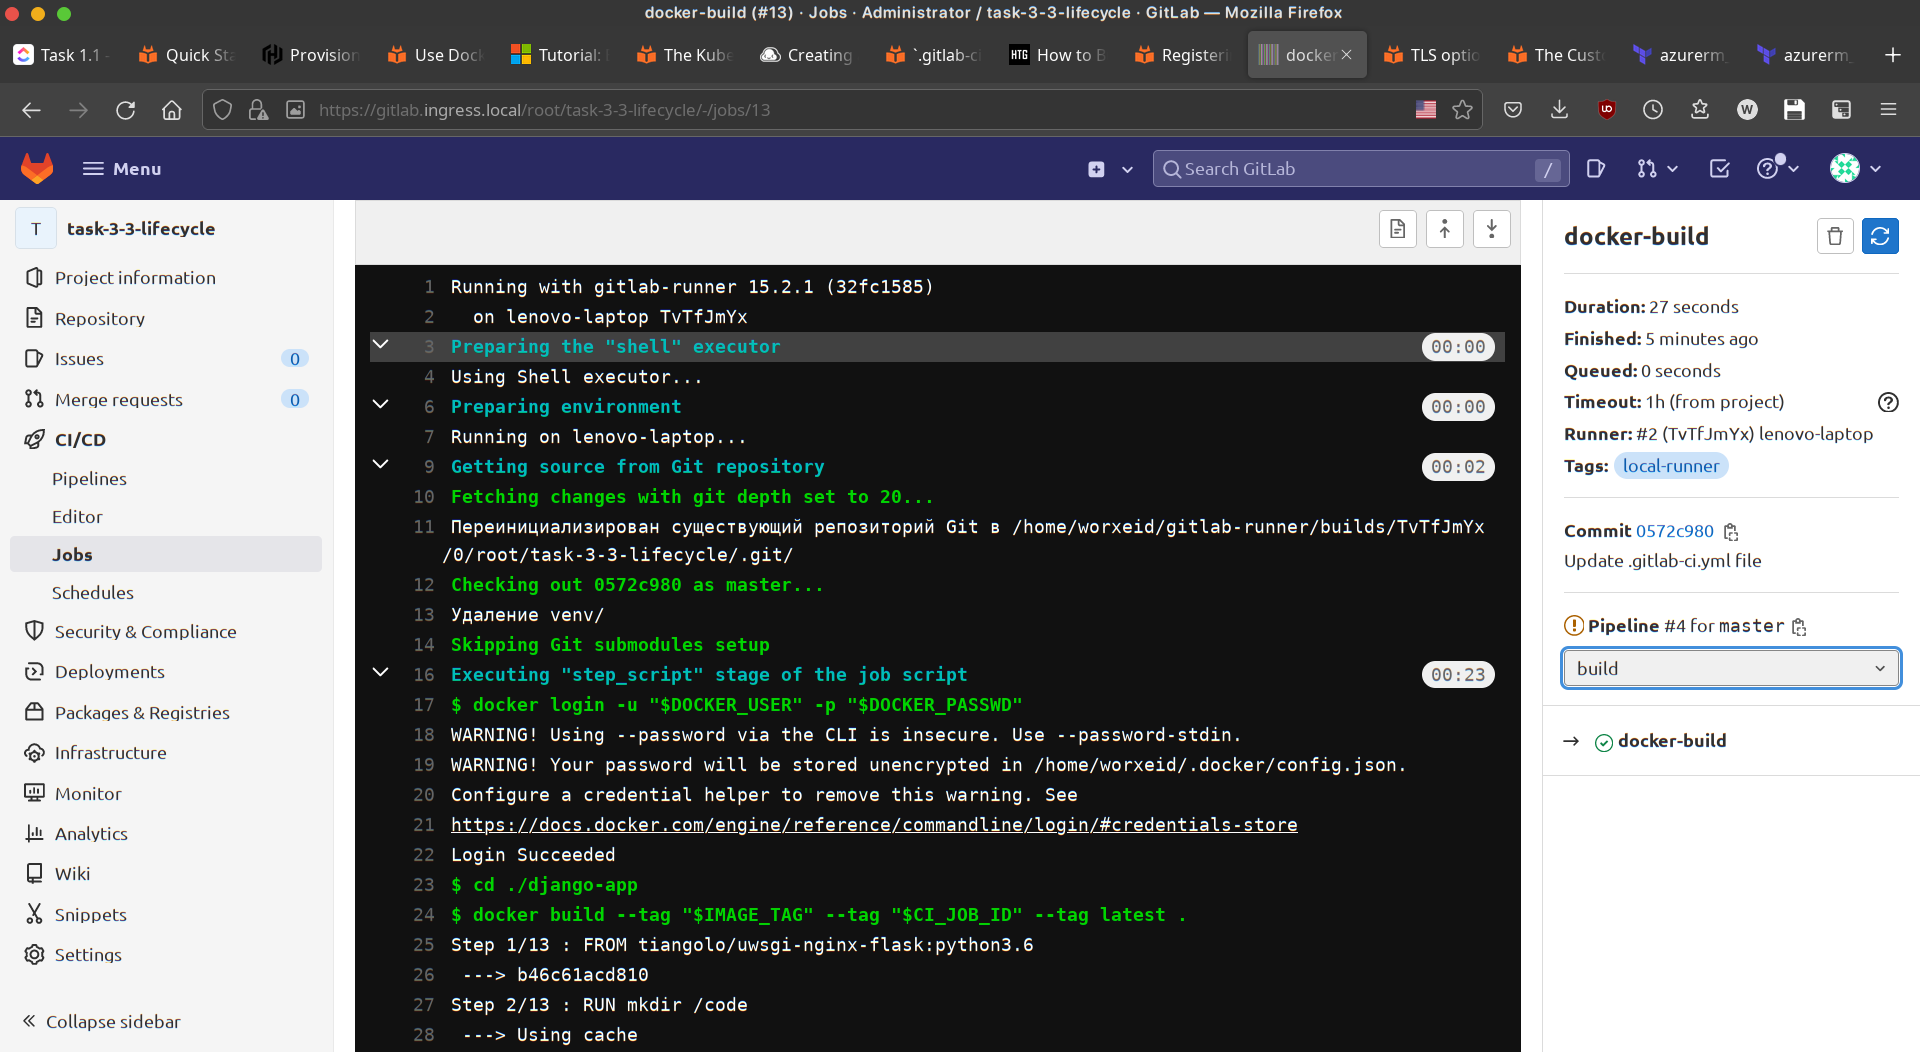 docker-build (#13) · Jobs · Administrator / task-3-3-lifecycle · GitLab — Mozilla Firefox
Task 1.1 -
Quick Sta
Provision
Use Dock
Tutorial:
The Kube
Creating
`.gitlab-ci
HTG
How to B
Registerin
docker
TLS optio
The Custo
azurerm_
azurerm_
https://gitlab.ingress.local/root/task-3-3-lifecycle/-/jobs/13
W
Menu
Search GitLab
/
T
task-3-3-lifecycle
Project information
Repository
Issues 0
Merge requests 0
CI/CD
Pipelines
Editor
Jobs
Schedules
Security & Compliance
Deployments
Packages & Registries
Infrastructure
Monitor
Analytics
Wiki
Snippets
Settings
Collapse sidebar
1 Running with gitlab-runner 15.2.1 (32fc1585)
2 on lenovo-laptop TvTfJmYx
3 Preparing the "shell" executor 00:00
4 Using Shell executor...
6 Preparing environment 00:00
7 Running on lenovo-laptop...
9 Getting source from Git repository 00:02
10 Fetching changes with git depth set to 20...
11 Переинициализирован существующий репозиторий Git в /home/worxeid/gitlab-runner/builds/TvTfJmYx
/0/root/task-3-3-lifecycle/.git/
12 Checking out 0572c980 as master...
13 Удаление venv/
14 Skipping Git submodules setup
16 Executing "step_script" stage of the job script 00:23
17 $ docker login -u "$DOCKER_USER" -p "$DOCKER_PASSWD"
18 WARNING! Using --password via the CLI is insecure. Use --password-stdin.
19 WARNING! Your password will be stored unencrypted in /home/worxeid/.docker/config.json.
20 Configure a credential helper to remove this warning. See
21 https://docs.docker.com/engine/reference/commandline/login/#credentials-store
22 Login Succeeded
23 $ cd ./django-app
24 $ docker build --tag "$IMAGE_TAG" --tag "$CI_JOB_ID" --tag latest .
25 Step 1/13 : FROM tiangolo/uwsgi-nginx-flask:python3.6
26 ---> b46c61acd810
27 Step 2/13 : RUN mkdir /code
28 ---> Using cache
docker-build
Duration: 27 seconds
Finished: 5 minutes ago
Queued: 0 seconds
Timeout: 1h (from project)
Runner: #2 (TvTfJmYx) lenovo-laptop
Tags: local-runner
Commit 0572c980
Update .gitlab-ci.yml file
Pipeline #4 for master
build
→ docker-build